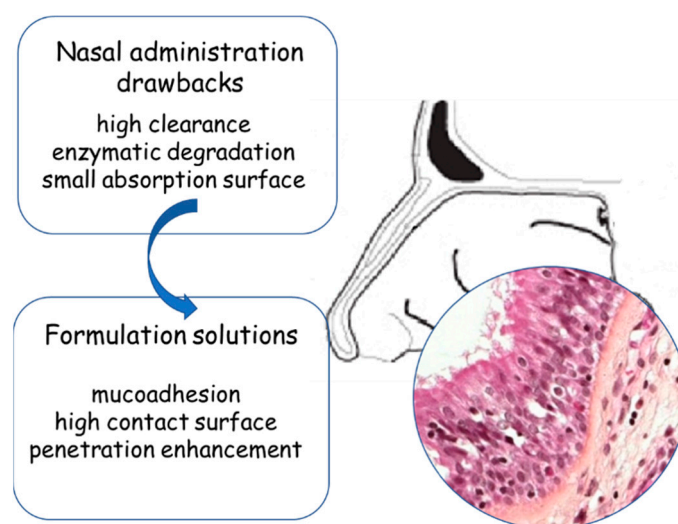 Nasal administration
drawbacks
high clearance
enzymatic degradation
small absorption surface
Formulation solutions
mucoadhesion
high contact surface
penetration enhancement